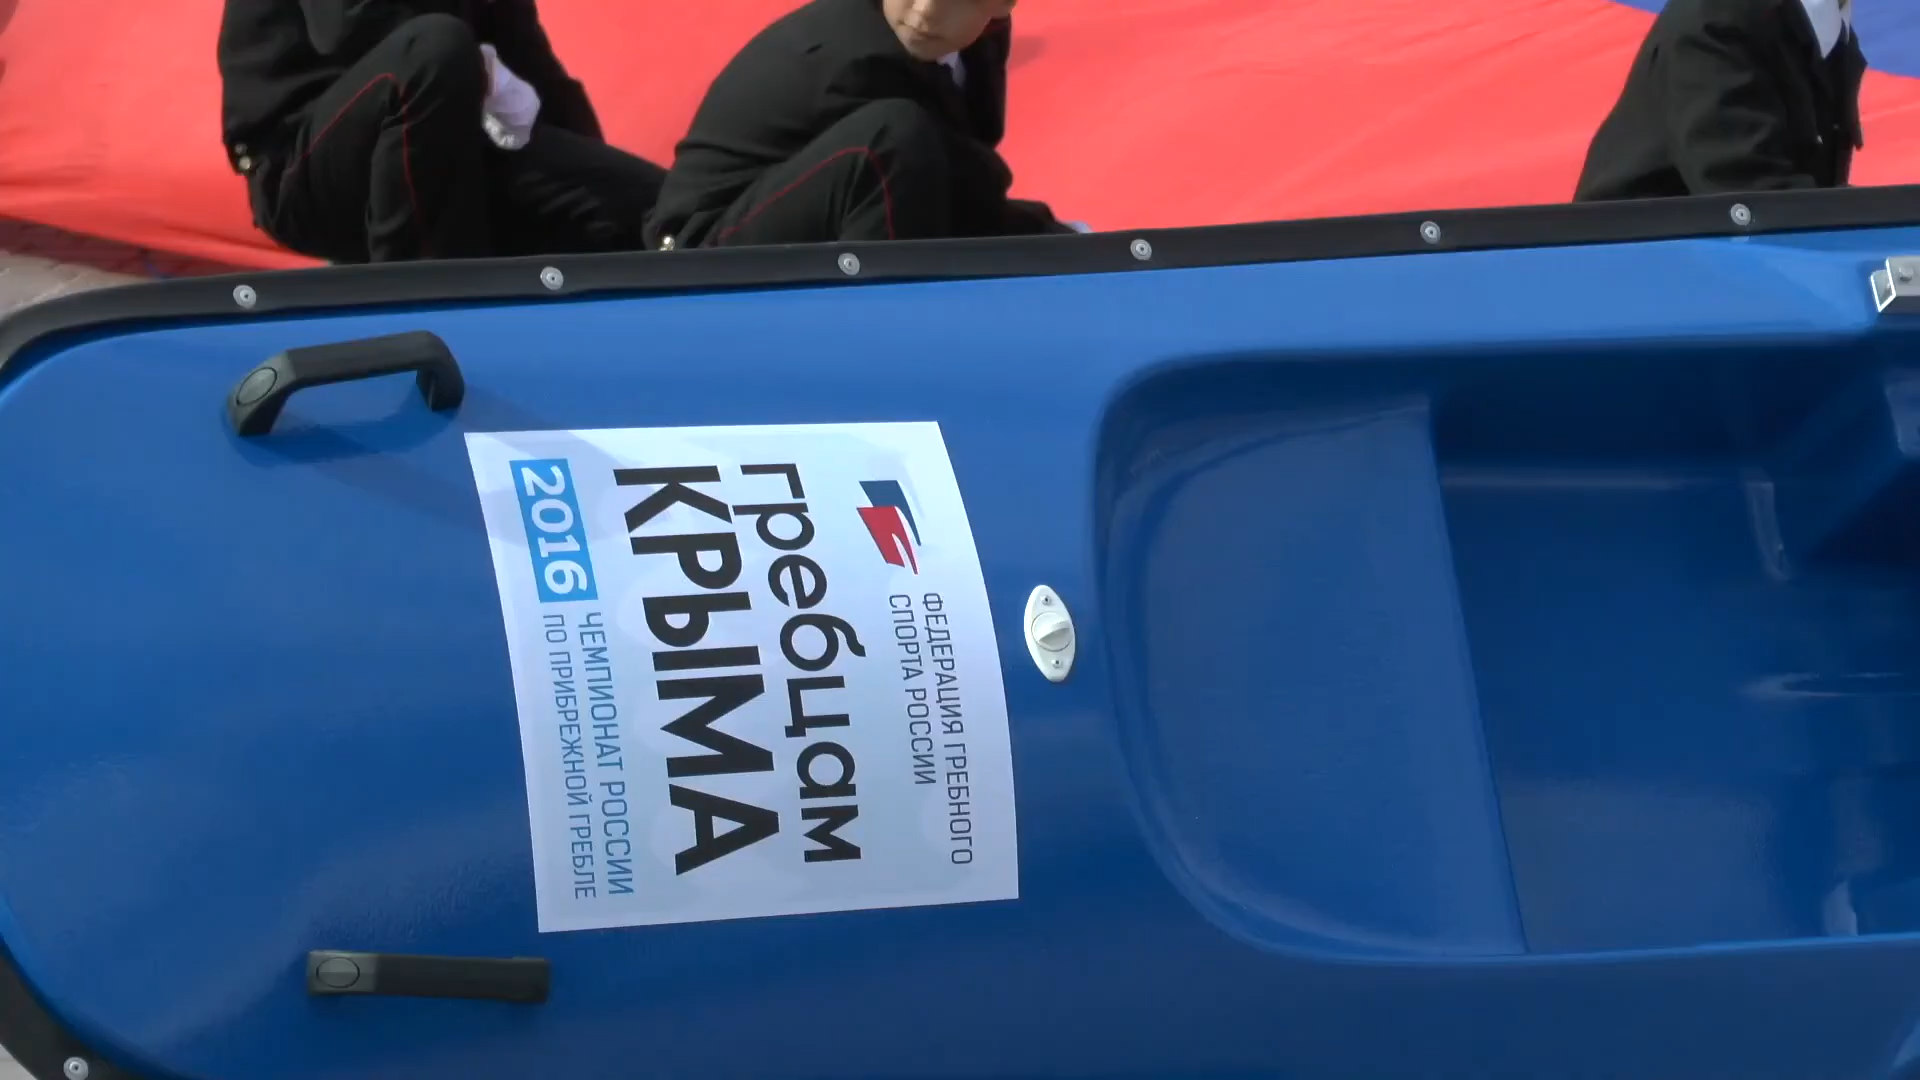 ФЕДЕРАЦИЯ ГРЕБНОГО
СПОРТА РОССИИ
гребцам
КРЫМА
2016
ЧЕМПИОНАТ РОССИИ
ПО ПРИБРЕЖНОЙ ГРЕБЛЕ